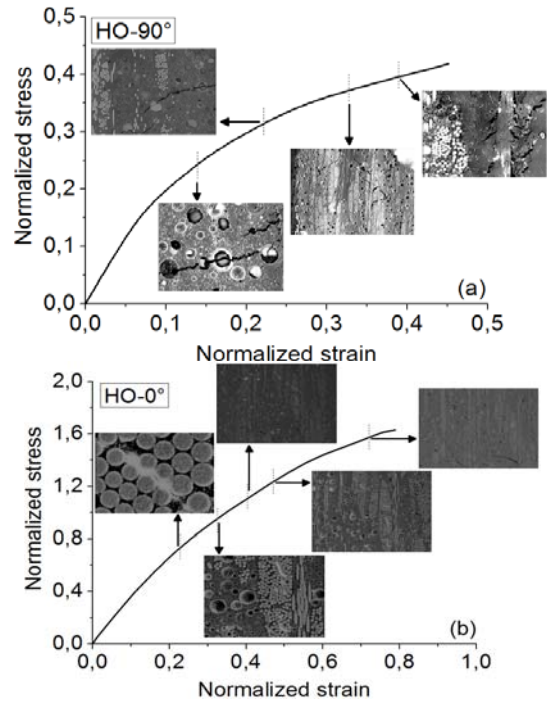 HO-90°
Normalized stress
0,5
0,4
0,3
0,2
0,1
0,0
(a)
0,0 0,1 0,2 0,3 0,4 0,5
Normalized strain
HO-0°
Normalized stress
2,0
1,6
1,2
0,8
0,4
0,0
(b)
0,0 0,2 0,4 0,6 0,8 1,0
Normalized strain